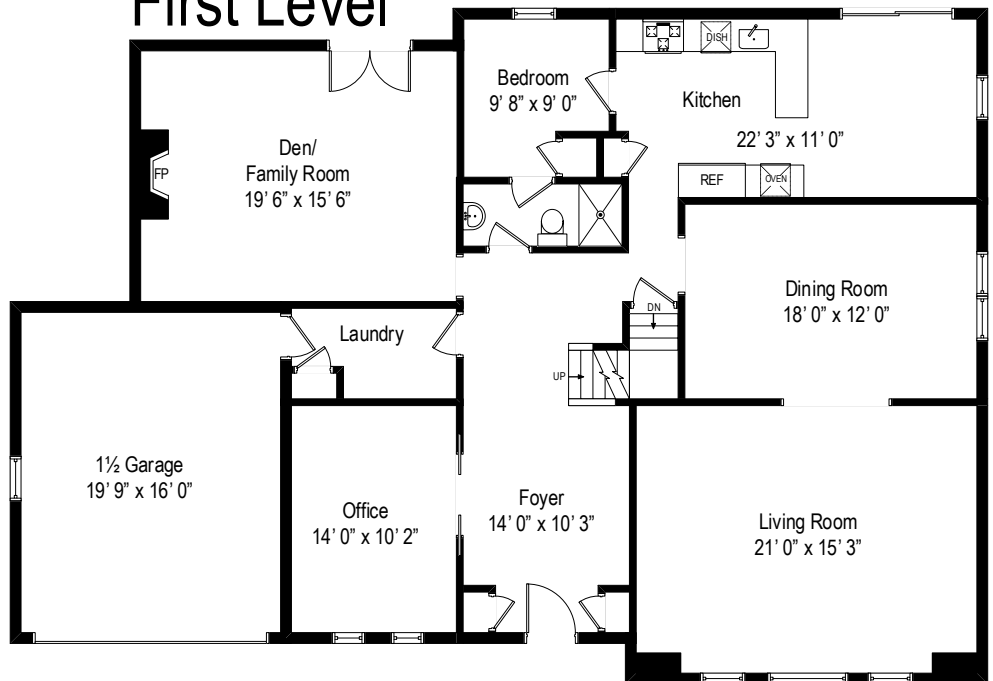 First Level
Bedroom
9' 8" x 9' 0"
DISH
Kitchen
22' 3" x 11' 0"
Den/
Family Room
19' 6" x 15' 6"
FP
REF
OVEN
Dining Room
18' 0" x 12' 0"
DN
Laundry
UP
1½ Garage
19' 9" x 16' 0"
Office
14' 0" x 10' 2"
Foyer
14' 0" x 10' 3"
Living Room
21' 0" x 15' 3"